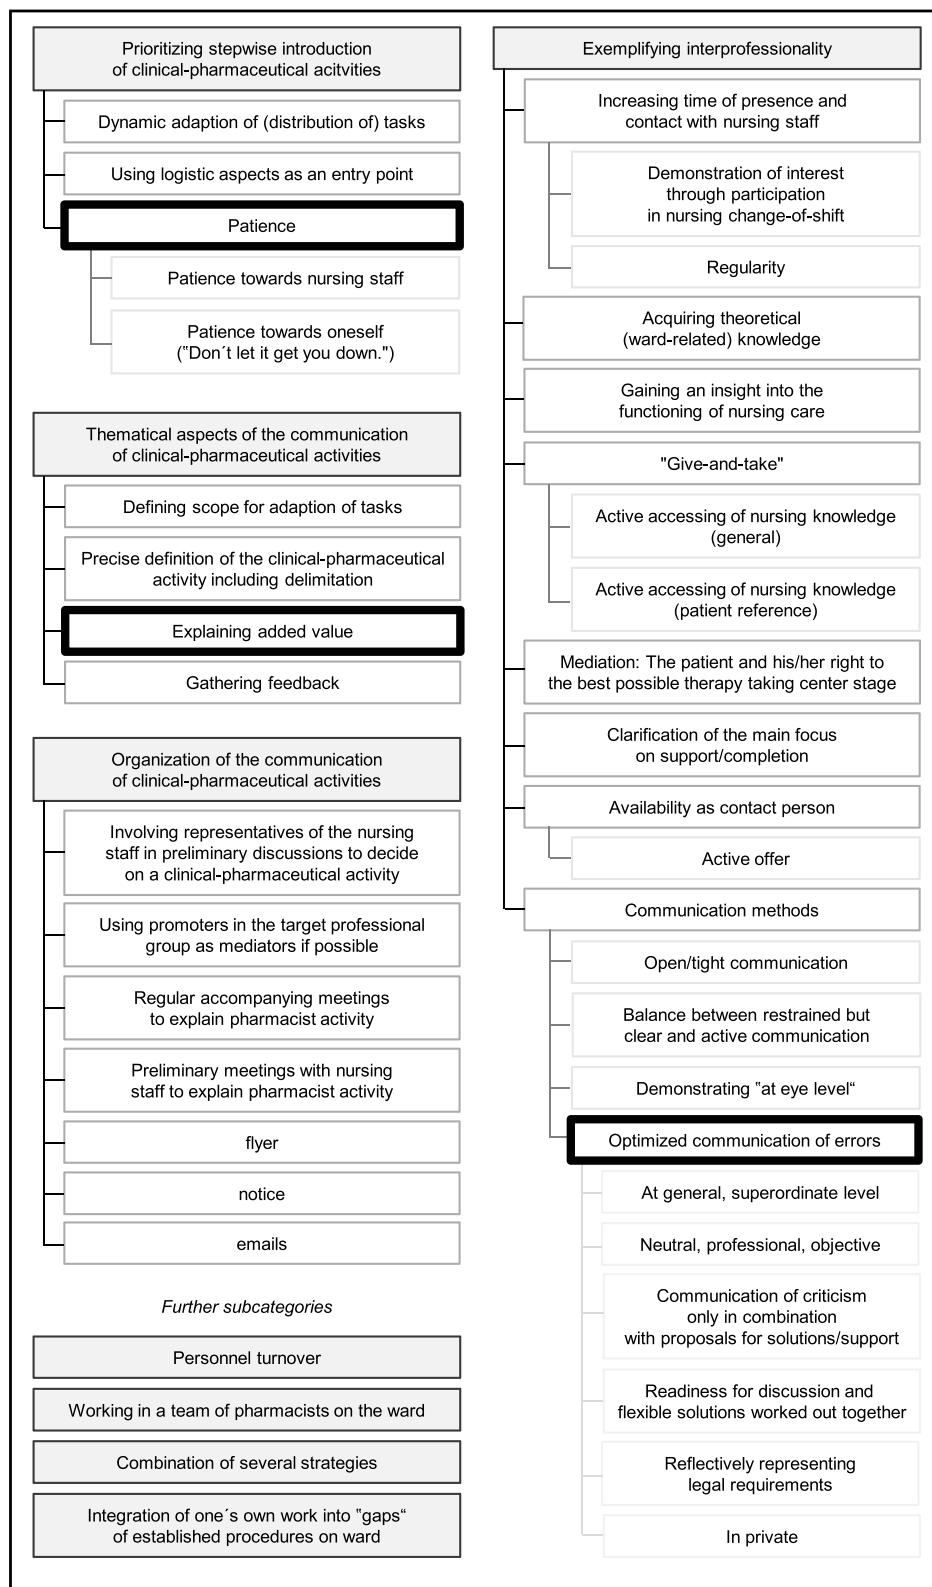 Prioritizing stepwise introduction
of clinical-pharmaceutical acitvities
Dynamic adaption of (distribution of) tasks
Using logistic aspects as an entry point
Patience
Patience towards nursing staff
Patience towards oneself
("Don´t let it get you down.")
Thematical aspects of the communication
of clinical-pharmaceutical activities
Defining scope for adaption of tasks
Precise definition of the clinical-pharmaceutical
activity including delimitation
Explaining added value
Gathering feedback
Organization of the communication
of clinical-pharmaceutical activities
Involving representatives of the nursing
staff in preliminary discussions to decide
on a clinical-pharmaceutical activity
Using promoters in the target professional
group as mediators if possible
Regular accompanying meetings
to explain pharmacist activity
Preliminary meetings with nursing
staff to explain pharmacist activity
flyer
notice
emails
Further subcategories
Personnel turnover
Working in a team of pharmacists on the ward
Combination of several strategies
Integration of one´s own work into "gaps“
of established procedures on ward
Exemplifying interprofessionality
Increasing time of presence and
contact with nursing staff
Demonstration of interest
through participation
in nursing change-of-shift
Regularity
Acquiring theoretical
(ward-related) knowledge
Gaining an insight into the
functioning of nursing care
"Give-and-take"
Active accessing of nursing knowledge
(general)
Active accessing of nursing knowledge
(patient reference)
Mediation: The patient and his/her right to
the best possible therapy taking center stage
Clarification of the main focus
on support/completion
Availability as contact person
Active offer
Communication methods
Open/tight communication
Balance between restrained but
clear and active communication
Demonstrating "at eye level“
Optimized communication of errors
At general, superordinate level
Neutral, professional, objective
Communication of criticism
only in combination
with proposals for solutions/support
Readiness for discussion and
flexible solutions worked out together
Reflectively representing
legal requirements
In private